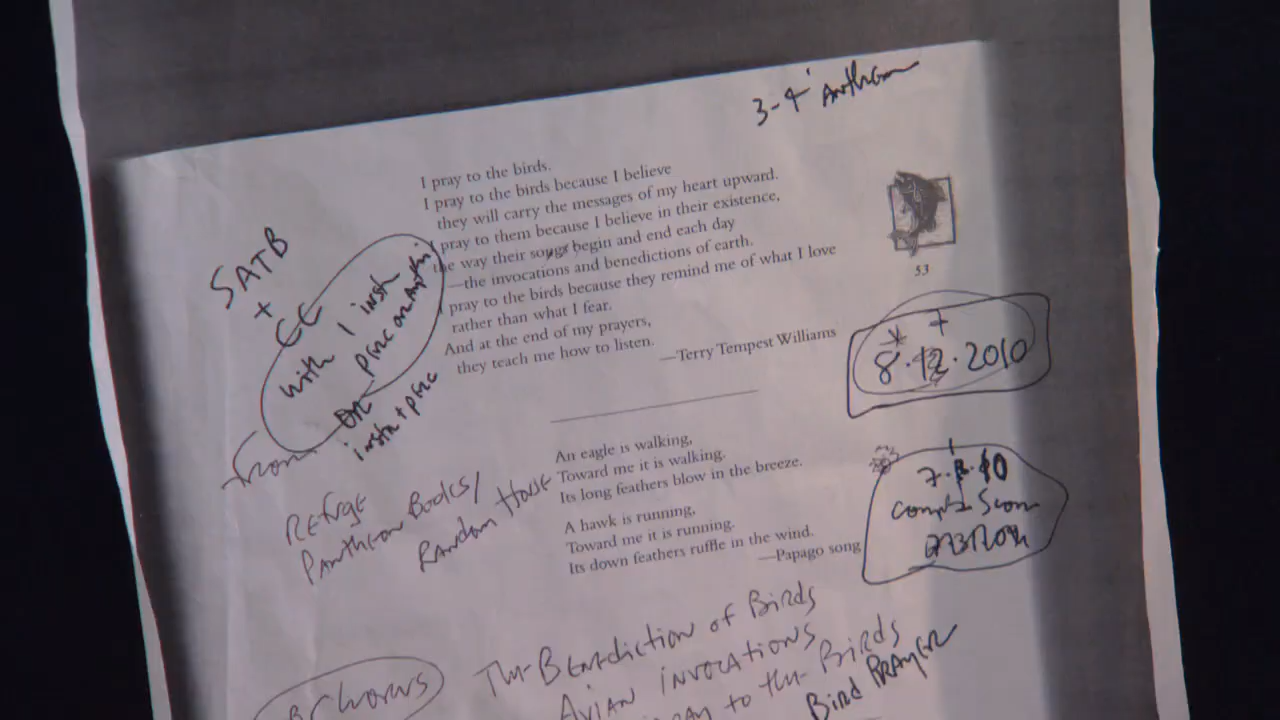 3-4' Anthem
I pray to the birds.
I pray to the birds because I believe
they will carry the messages of my heart upward.
I pray to them because I believe in their existence,
the way their songs begin and end each day
—the invocations and benedictions of earth.
I pray to the birds because they remind me of what I love
rather than what I fear.
And at the end of my prayers,
they teach me how to listen.
—Terry Tempest Williams
53
SATB
+
CC
with 1 inst
or
inst + perc
from
Refuge
Pantheon Books/
Random House
8.12.2010
An eagle is walking,
Toward me it is walking.
Its long feathers blow in the breeze.
A hawk is running,
Toward me it is running.
Its down feathers ruffle in the wind.
—Papago song
The Benediction of Birds
Avian Invocations
to the Birds
Bird Prayer
Chorus